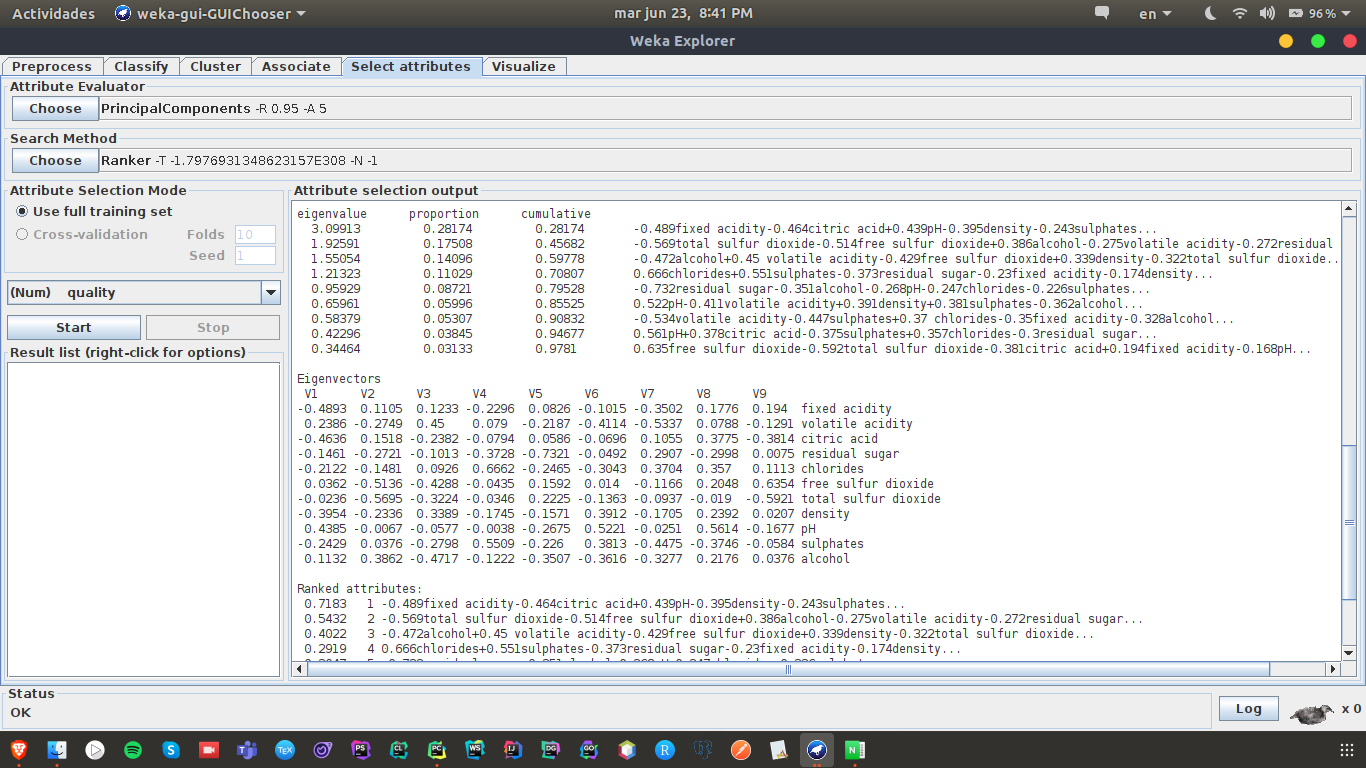 Actividades weka-gui-GUIChooser mar jun 23, 8:41 PM en 96%
Weka Explorer
Preprocess Classify Cluster Associate Select attributes Visualize
Attribute Evaluator
Choose PrincipalComponents -R 0.95 -A 5
Search Method
Choose Ranker -T -1.7976931348623157E308 -N -1
Attribute Selection Mode
Use full training set
Cross-validation Folds 10
Seed 1
(Num) quality
Start Stop
Result list (right-click for options)
Attribute selection output
eigenvalue proportion cumulative
3.09913 0.28174 0.28174 -0.489fixed acidity-0.464citric acid+0.439pH-0.395density-0.243sulphates...
1.92591 0.17508 0.45682 -0.569total sulfur dioxide-0.514free sulfur dioxide+0.386alcohol-0.275volatile acidity-0.272residual
1.55054 0.14096 0.59778 -0.472alcohol+0.45 volatile acidity-0.429free sulfur dioxide+0.339density-0.322total sulfur dioxide..
1.21323 0.11029 0.70807 0.666chlorides+0.551sulphates-0.373residual sugar-0.23fixed acidity-0.174density...
0.95929 0.08721 0.79528 -0.732residual sugar-0.351alcohol-0.268pH-0.247chlorides-0.226sulphates...
0.65961 0.05996 0.85525 0.522pH-0.411volatile acidity+0.391density+0.381sulphates-0.362alcohol...
0.58379 0.05307 0.90832 -0.534volatile acidity-0.447sulphates+0.37 chlorides-0.35fixed acidity-0.328alcohol...
0.42296 0.03845 0.94677 0.561pH+0.378citric acid-0.375sulphates+0.357chlorides-0.3residual sugar...
0.34464 0.03133 0.9781 0.635free sulfur dioxide-0.592total sulfur dioxide-0.381citric acid+0.194fixed acidity-0.168pH...
Eigenvectors
V1 V2 V3 V4 V5 V6 V7 V8 V9
-0.4893 0.1105 0.1233 -0.2296 0.0826 -0.1015 -0.3502 0.1776 0.194 fixed acidity
0.2386 -0.2749 0.45 0.079 -0.2187 -0.4114 -0.5337 0.0788 -0.1291 volatile acidity
-0.4636 0.1518 -0.2382 -0.0794 0.0586 -0.0696 0.1055 0.3775 -0.3814 citric acid
-0.1461 -0.2721 -0.1013 -0.3728 -0.7321 -0.0492 0.2907 -0.2998 0.0075 residual sugar
-0.2122 -0.1481 0.0926 0.6662 -0.2465 -0.3043 0.3704 0.357 0.1113 chlorides
0.0362 -0.5136 -0.4288 -0.0435 0.1592 0.014 -0.1166 0.2048 0.6354 free sulfur dioxide
-0.0236 -0.5695 -0.3224 -0.0346 0.2225 -0.1363 -0.0937 -0.019 -0.5921 total sulfur dioxide
-0.3954 -0.2336 0.3389 -0.1745 -0.1571 0.3912 -0.1705 0.2392 0.0207 density
0.4385 -0.0067 -0.0577 -0.0038 -0.2675 0.5221 -0.0251 0.5614 -0.1677 pH
-0.2429 0.0376 -0.2798 0.5509 -0.226 0.3813 -0.4475 -0.3746 -0.0584 sulphates
0.1132 0.3862 -0.4717 -0.1222 -0.3507 -0.3616 -0.3277 0.2176 0.0376 alcohol
Ranked attributes:
0.7183 1 -0.489fixed acidity-0.464citric acid+0.439pH-0.395density-0.243sulphates...
0.5432 2 -0.569total sulfur dioxide-0.514free sulfur dioxide+0.386alcohol-0.275volatile acidity-0.272residual sugar...
0.4022 3 -0.472alcohol+0.45 volatile acidity-0.429free sulfur dioxide+0.339density-0.322total sulfur dioxide...
0.2919 4 0.666chlorides+0.551sulphates-0.373residual sugar-0.23fixed acidity-0.174density...
Status
OK
Log x 0